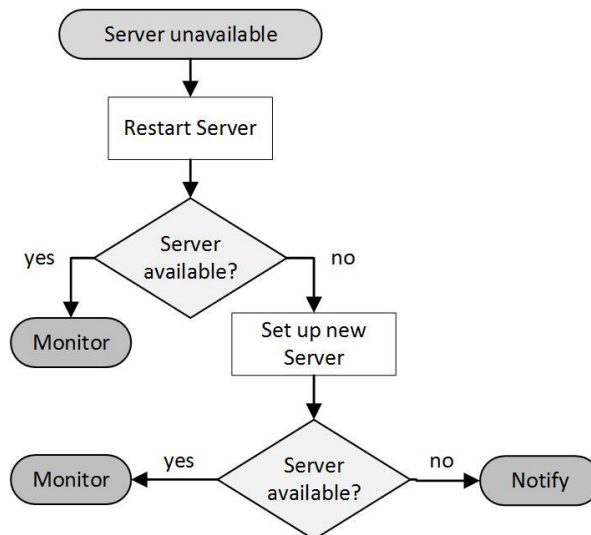 Server unavailable
Restart Server
Server
available?
yes
no
Monitor
Set up new
Server
Server
available?
yes
no
Monitor
Notify